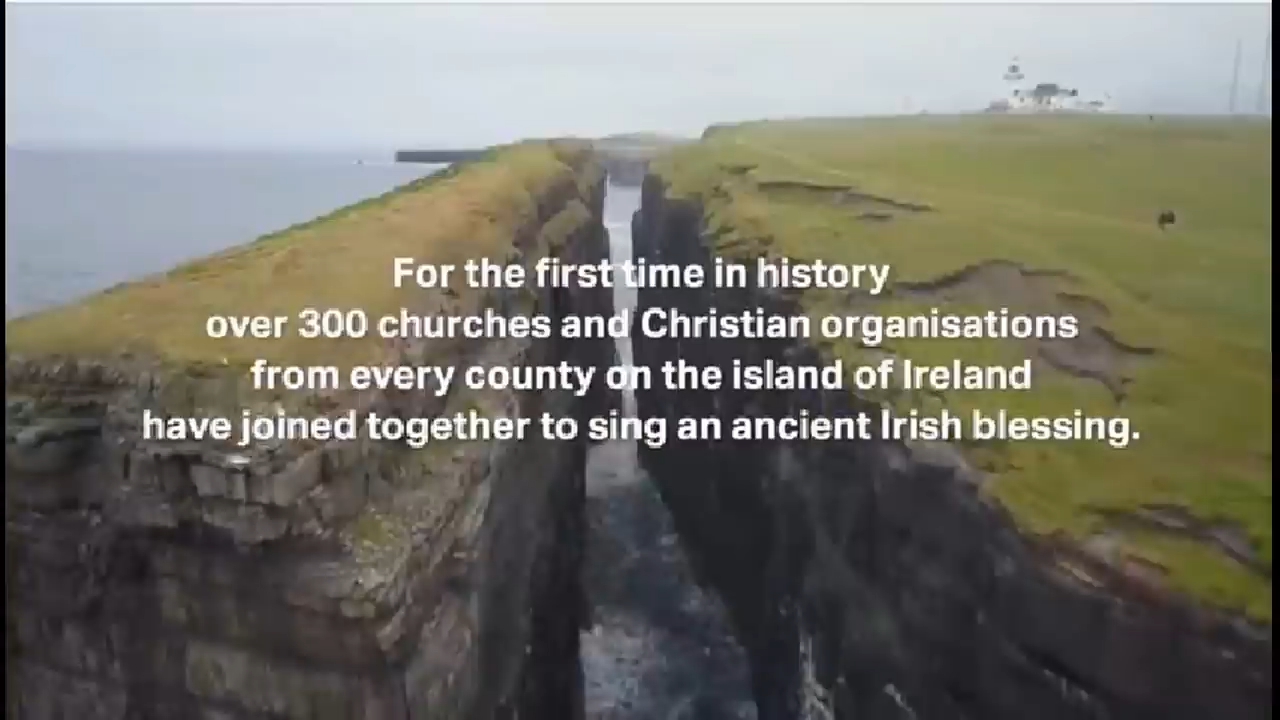 For the first time in history
over 300 churches and Christian organisations
from every county on the island of Ireland
have joined together to sing an ancient Irish blessing.